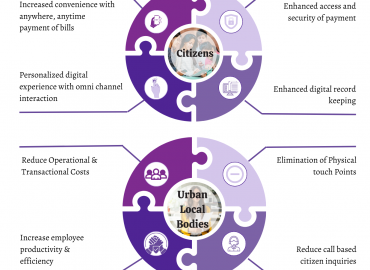 Increased convenience with
anywhere, anytime
payment of bills
Enhanced access and
security of payment
Citizens
Personalized digital
experience with omni channel
interaction
Enhanced digital record
keeping
Reduce Operational &
Transactional Costs
Elimination of Physical
touch Points
Urban
Local
Bodies
Increase employee
productivity &
efficiency
Reduce call based
citizen inquiries